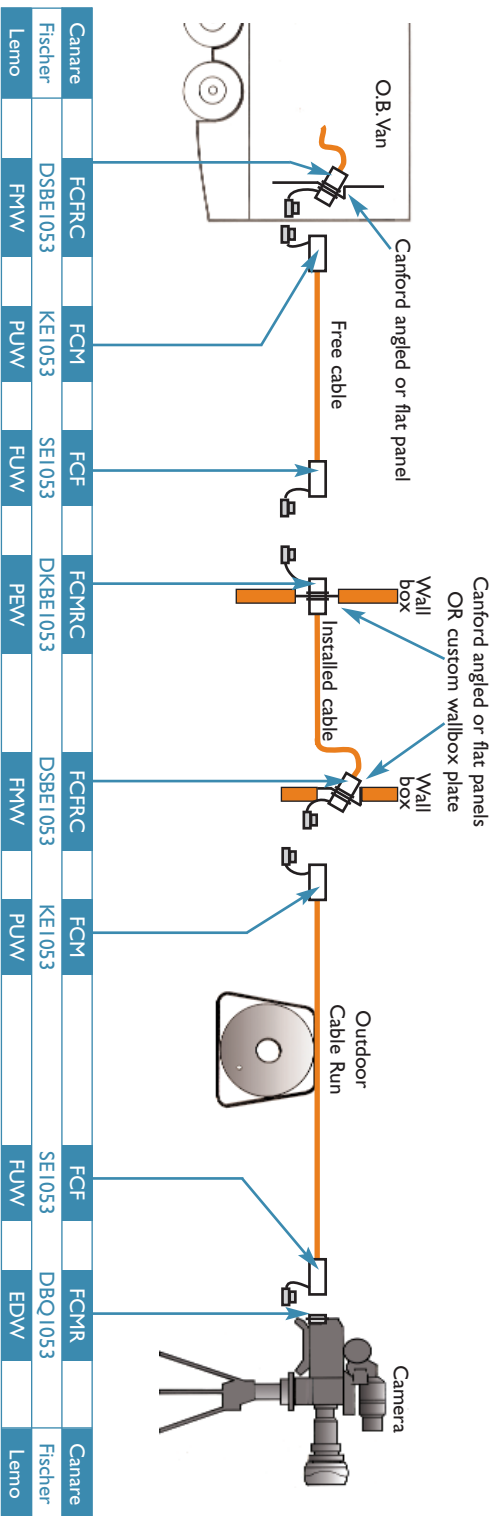 O.B. Van
Canford angled or flat panel
Free cable
Canford angled or flat panels
OR custom wallbox plate
Wall
box
Installed cable
Wall
box
Outdoor
Cable Run
Camera
Canare FCFRC FCM FCF FCMRC FCFRC FCM FCF FCMR Canare
Fischer DSBE1053 KE1053 SE1053 DKBE1053 DSBE1053 KE1053 SE1053 DBQ1053 Fischer
Lemo FMW PUW FUW PEW FMW PUW FUW EDW Lemo